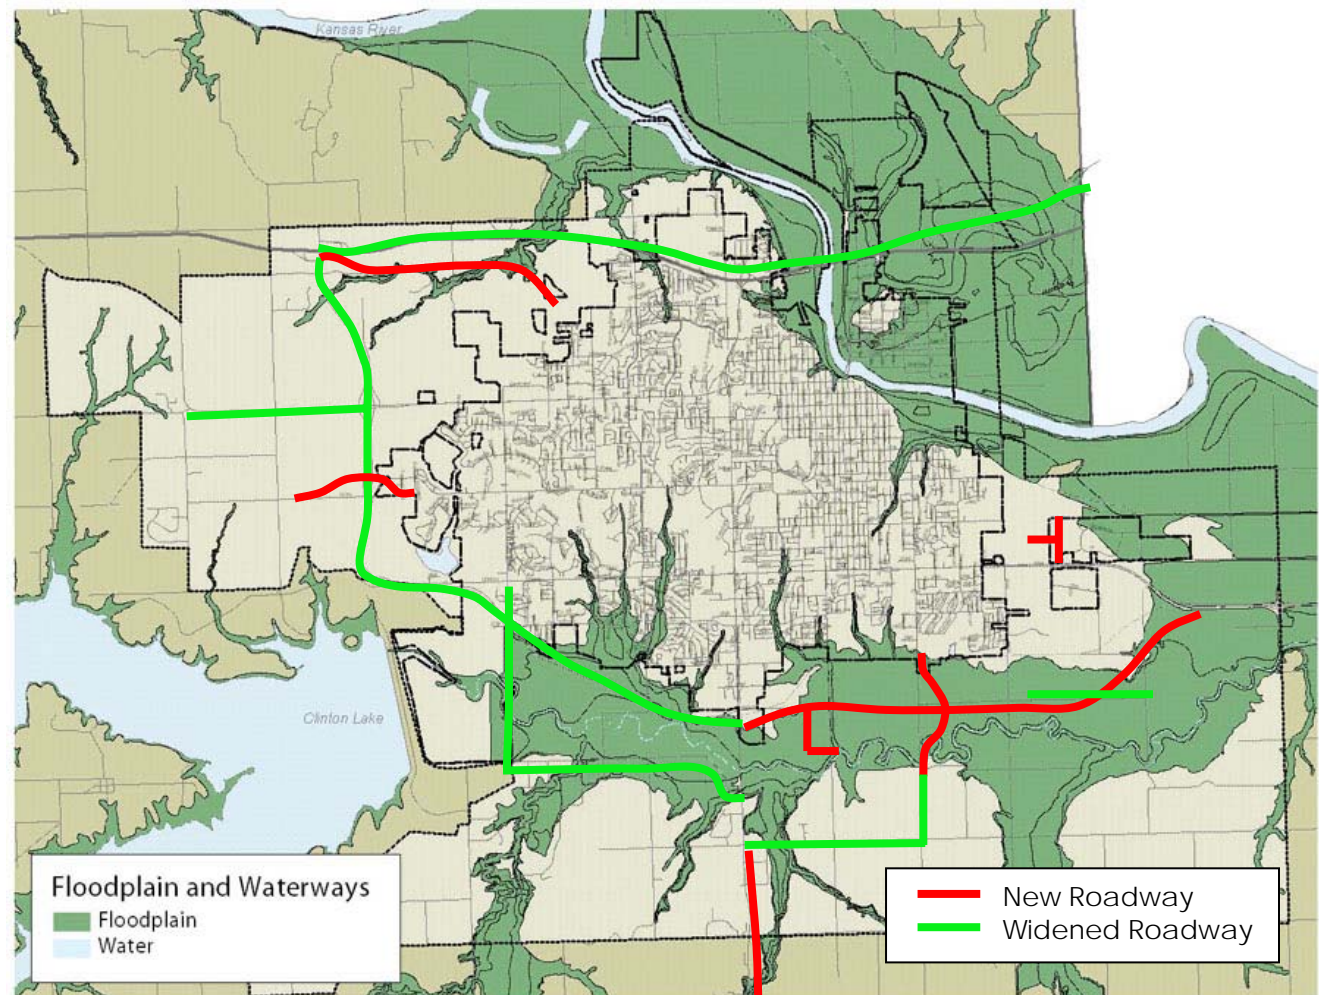 Kansas River
Clinton Lake
Floodplain and Waterways
Floodplain
Water
New Roadway
Widened Roadway